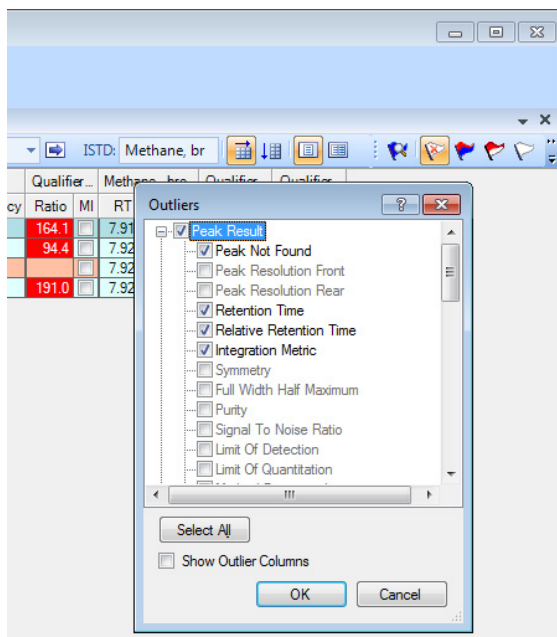 ISTD: Methane, br
Qualifier... Methane, bro Qualifier Qualifier
cy Ratio MI RT
164.1 7.91
94.4 7.92
7.92
191.0 7.92
Outliers
Peak Result
Peak Not Found
Peak Resolution Front
Peak Resolution Rear
Retention Time
Relative Retention Time
Integration Metric
Symmetry
Full Width Half Maximum
Purity
Signal To Noise Ratio
Limit Of Detection
Limit Of Quantitation
Select All
Show Outlier Columns
OK Cancel